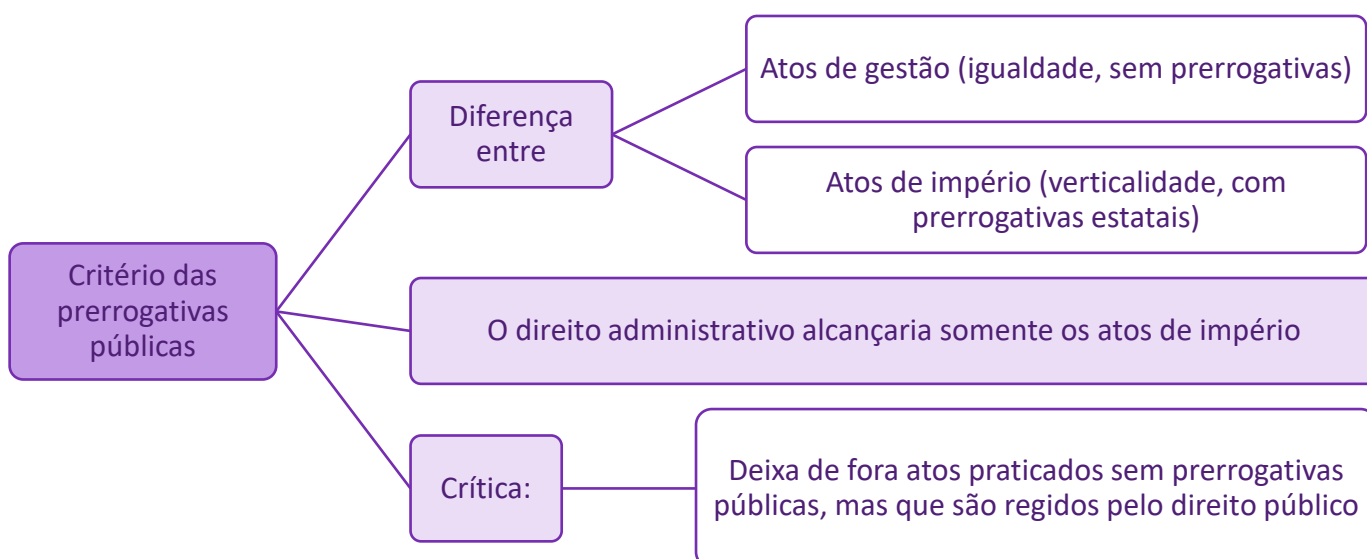 Critério das
prerrogativas
públicas
Diferença
entre
Atos de gestão (igualdade, sem prerrogativas)
Atos de império (verticalidade, com
prerrogativas estatais)
O direito administrativo alcançaria somente os atos de império
Crítica:
Deixa de fora atos praticados sem prerrogativas
públicas, mas que são regidos pelo direito público